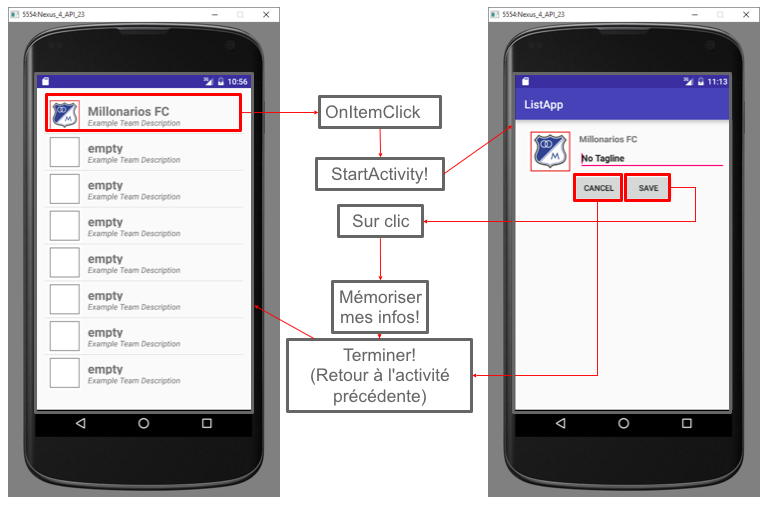 5554:Nexus_4_API_23
10:56
Millonarios FC
Example Team Description
empty
Example Team Description
empty
Example Team Description
empty
Example Team Description
empty
Example Team Description
empty
Example Team Description
empty
Example Team Description
empty
Example Team Description
OnItemClick
StartActivity!
Sur clic
Mémoriser
mes infos!
Terminer!
(Retour à l'activité
précédente)
5554:Nexus_4_API_23
11:13
ListApp
Millonarios FC
No Tagline
CANCEL
SAVE